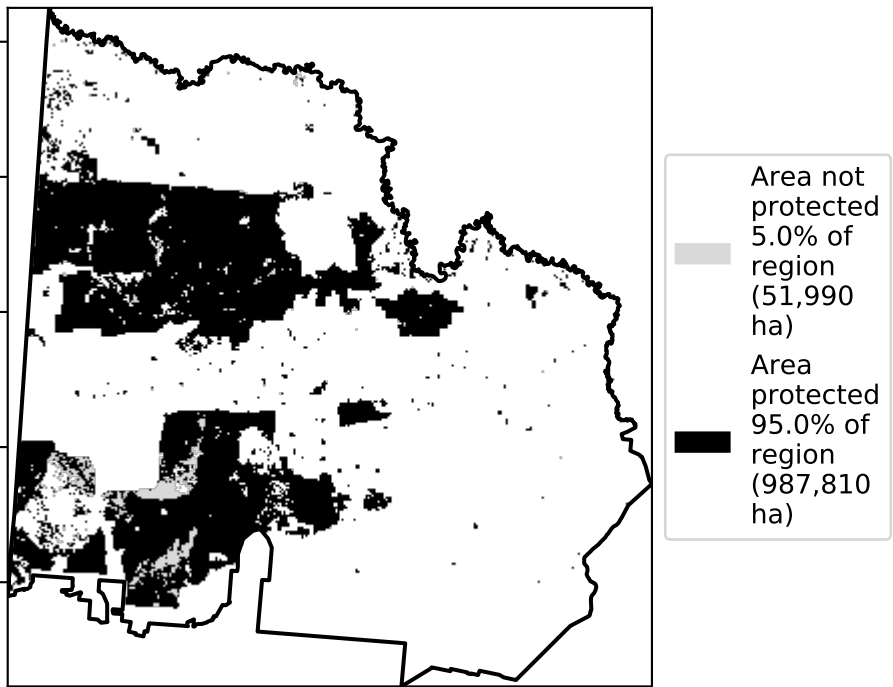 Area not
protected
5.0% of
region
(51,990
ha)
Area
protected
95.0% of
region
(987,810
ha)